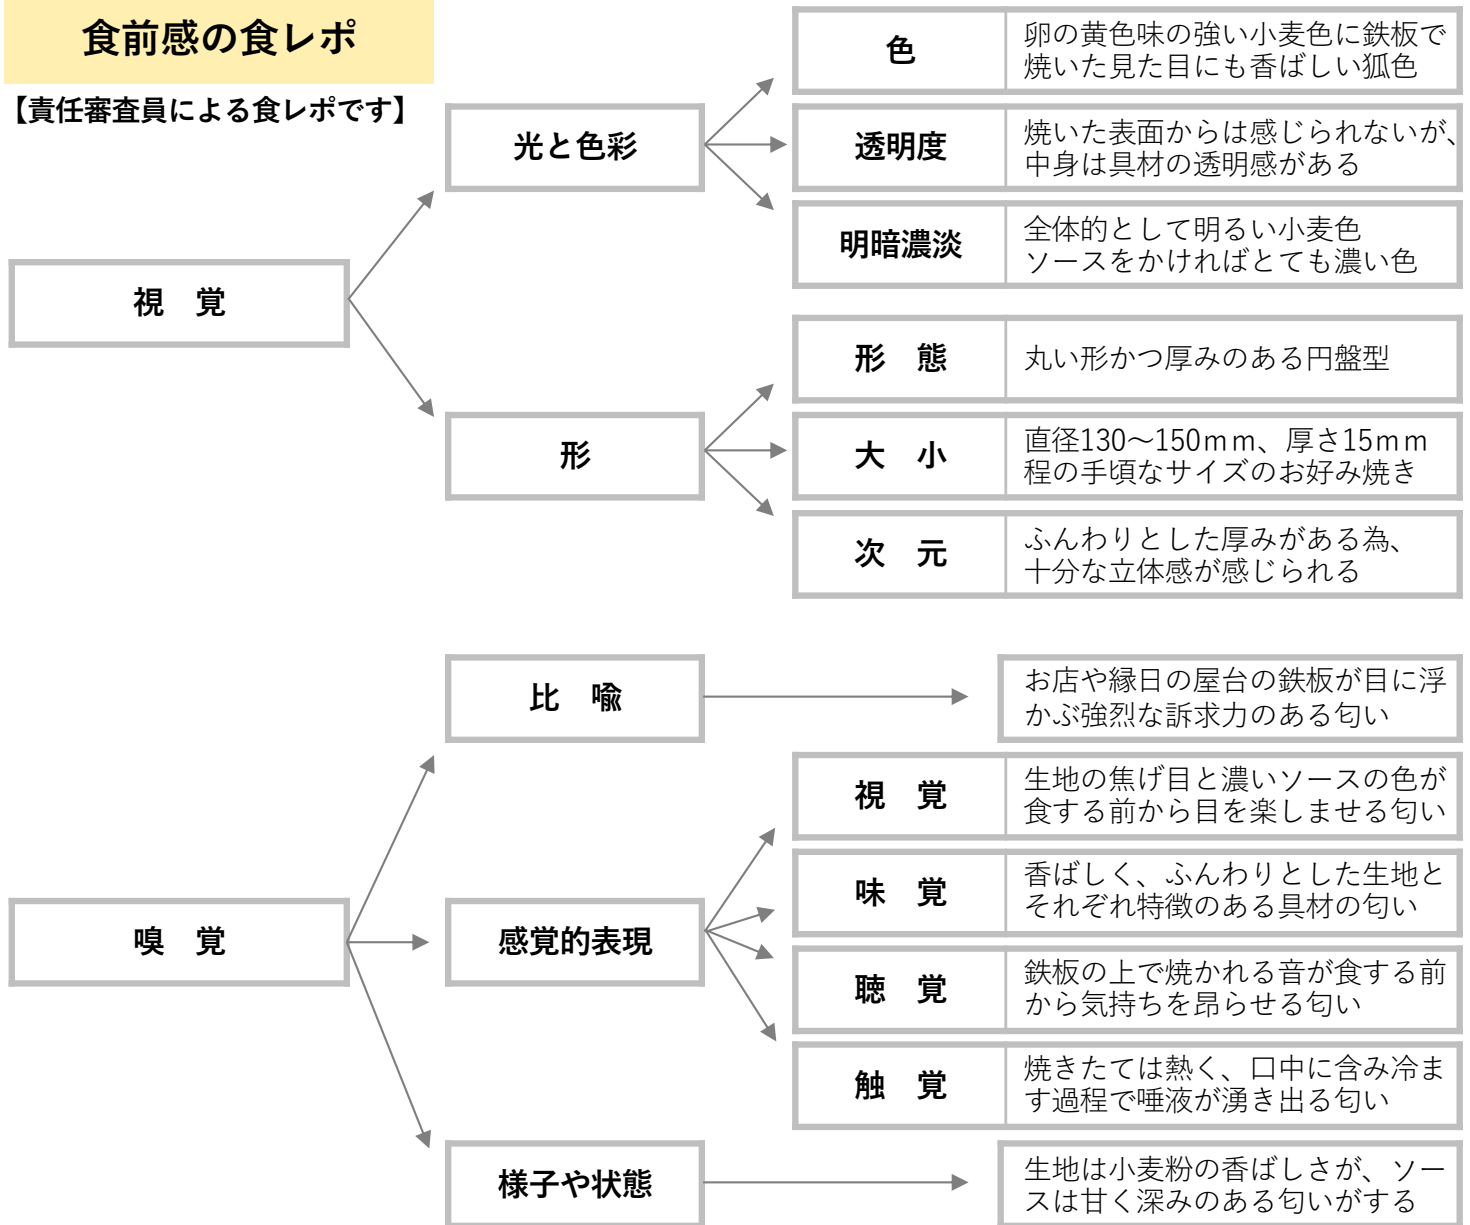 食前感の食レポ
【責任審査員による食レポです】
視　覚
光と色彩
色
卵の黄色味の強い小麦色に鉄板で
焼いた見た目にも香ばしい狐色
透明度
焼いた表面からは感じられないが、
中身は具材の透明感がある
明暗濃淡
全体的として明るい小麦色
ソースをかければとても濃い色
形
形　態
丸い形かつ厚みのある円盤型
大　小
直径130〜150ｍｍ、厚さ15ｍｍ
程の手頃なサイズのお好み焼き
次　元
ふんわりとした厚みがある為、
十分な立体感が感じられる
嗅　覚
比　喩
お店や縁日の屋台の鉄板が目に浮
かぶ強烈な訴求力のある匂い
感覚的表現
視　覚
生地の焦げ目と濃いソースの色が
食する前から目を楽しませる匂い
味　覚
香ばしく、ふんわりとした生地と
それぞれ特徴のある具材の匂い
聴　覚
鉄板の上で焼かれる音が食する前
から気持ちを昂らせる匂い
触　覚
焼きたては熱く、口中に含み冷ま
す過程で唾液が湧き出る匂い
様子や状態
生地は小麦粉の香ばしさが、ソー
スは甘く深みのある匂いがする